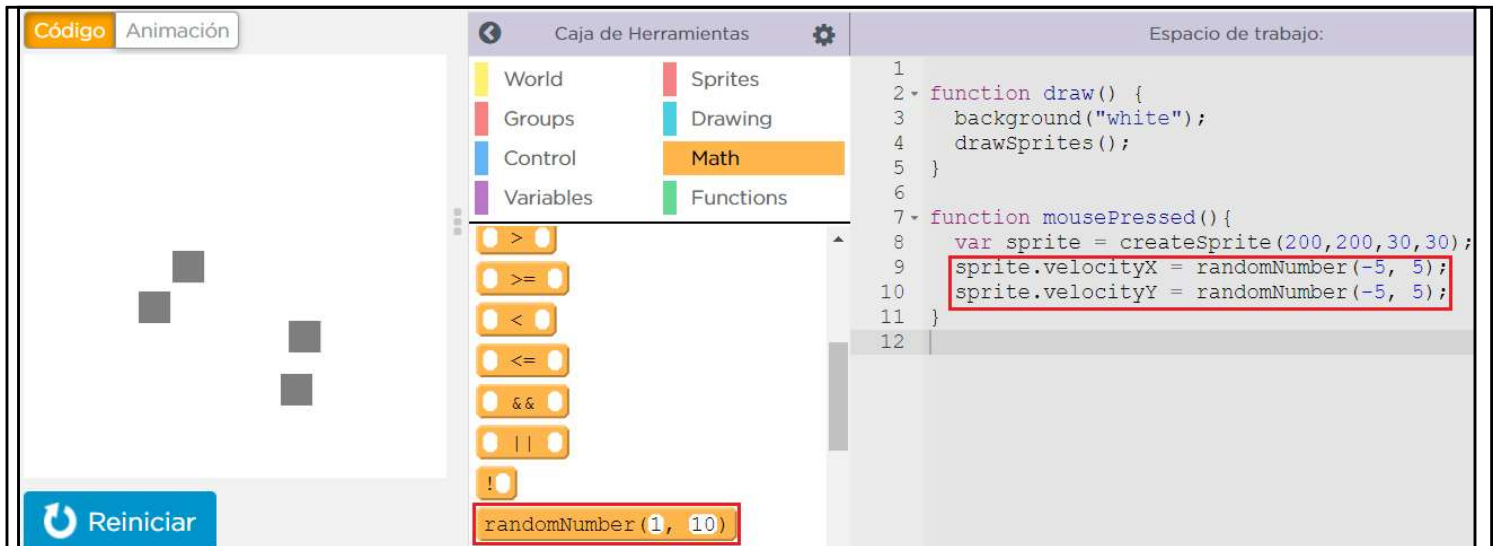 Código Animación
Caja de Herramientas
Espacio de trabajo:
World Sprites
Groups Drawing
Control Math
Variables Functions
>
>=
<
<=
&&
||
!
randomNumber(1, 10)
Reiniciar
1
2 function draw() {
3 background("white");
4 drawSprites();
5 }
6
7 function mousePressed(){
8 var sprite = createSprite(200,200,30,30);
9 sprite.velocityX = randomNumber(-5, 5);
10 sprite.velocityY = randomNumber(-5, 5);
11 }
12